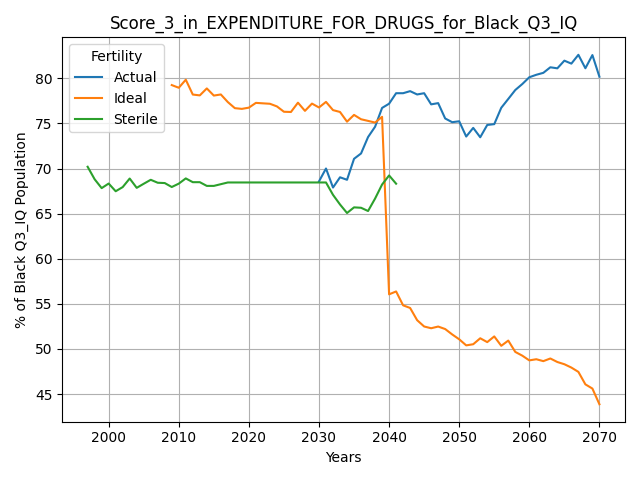 Score_3_in_EXPENDITURE_FOR_DRUGS_for_Black_Q3_IQ
Fertility
Actual
Ideal
Sterile
% of Black Q3_IQ Population
80
75
70
65
60
55
50
45
2000
2010
2020
2030
2040
2050
2060
2070
Years